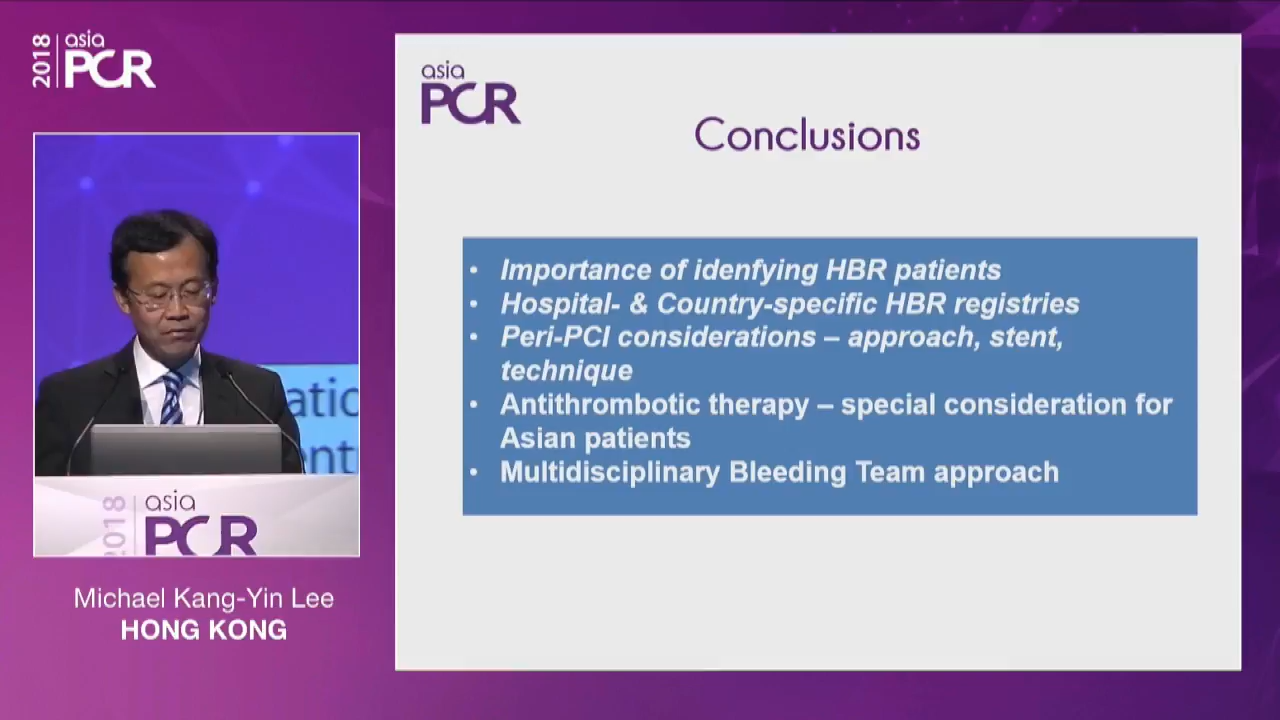 2018
asia
PCR
asia
PCR
Conclusions
• Importance of idenfying HBR patients
• Hospital- & Country-specific HBR registries
• Peri-PCI considerations – approach, stent,
technique
• Antithrombotic therapy – special consideration for
Asian patients
• Multidisciplinary Bleeding Team approach
2018
asia
PCR
Michael Kang-Yin Lee
HONG KONG